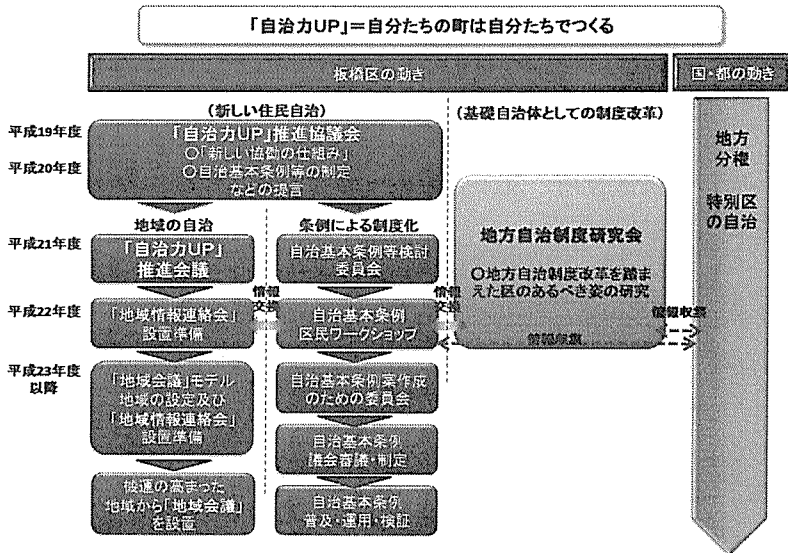 「自治力UP」＝自分たちの町は自分たちでつくる
板橋区の動き
国・都の動き
（新しい住民自治）
（基礎自治体としての制度改革）
平成19年度
平成20年度
「自治力UP」推進協議会
○「新しい協働の仕組み」
○自治基本条例等の制定
などの提言
地方
分権
特別区
の自治
地域の自治
条例による制度化
平成21年度
「自治力UP」
推進会議
自治基本条例等検討
委員会
地方自治制度研究会
○地方自治制度改革を踏ま
えた区のあるべき姿の研究
平成22年度
「地域情報連絡会」
設置準備
情報
交換
自治基本条例
区民ワークショップ
情報
交換
情報収集
情報収集
平成23年度
以降
「地域会議」モデル
地域の設定及び
「地域情報連絡会」
設置準備
自治基本条例案作成
のための委員会
自治基本条例
議会審議・制定
機運の高まった
地域から「地域会議」
を設置
自治基本条例
普及・運用・検証